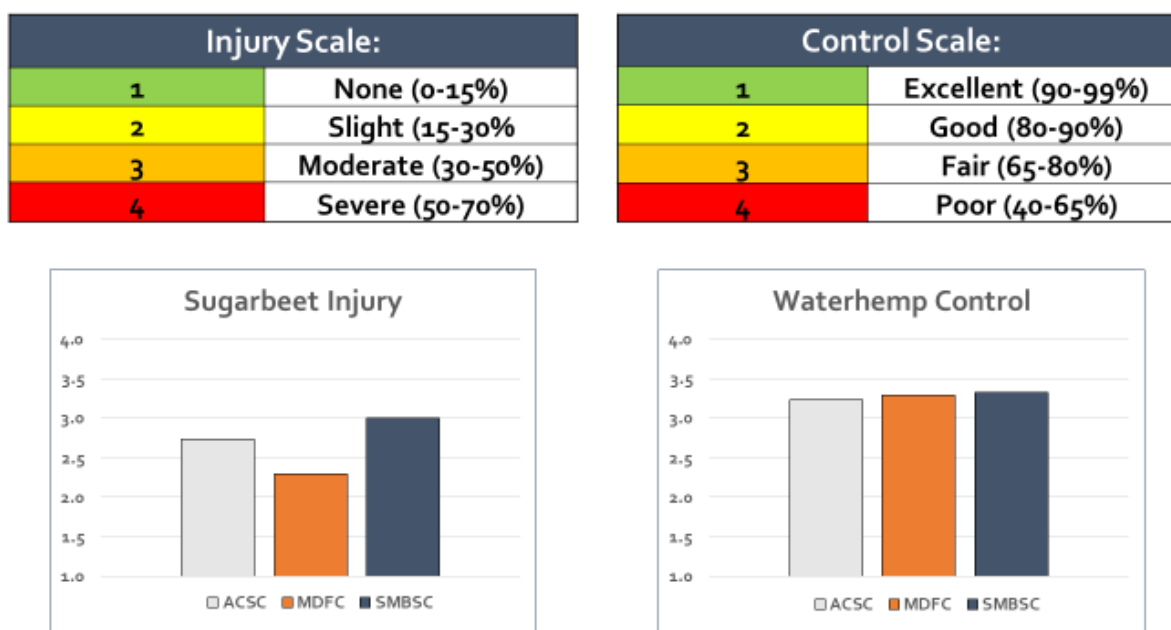 Injury Scale:
1 None (0-15%)
2 Slight (15-30%
3 Moderate (30-50%)
4 Severe (50-70%)
Control Scale:
1 Excellent (90-99%)
2 Good (80-90%)
3 Fair (65-80%)
4 Poor (40-65%)
Sugarbeet Injury
4.0
3.5
3.0
2.5
2.0
1.5
1.0
ACSC MDFC SMBSC
Waterhemp Control
4.0
3.5
3.0
2.5
2.0
1.5
1.0
ACSC MDFC SMBSC